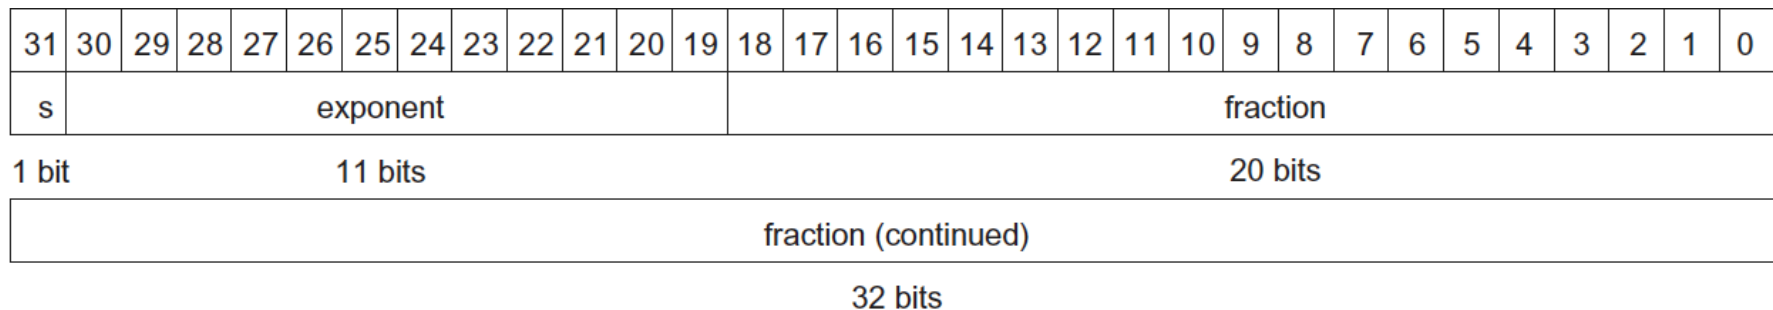 31 30 29 28 27 26 25 24 23 22 21 20 19 18 17 16 15 14 13 12 11 10 9 8 7 6 5 4 3 2 1 0
s exponent fraction
1 bit 11 bits 20 bits
fraction (continued)
32 bits